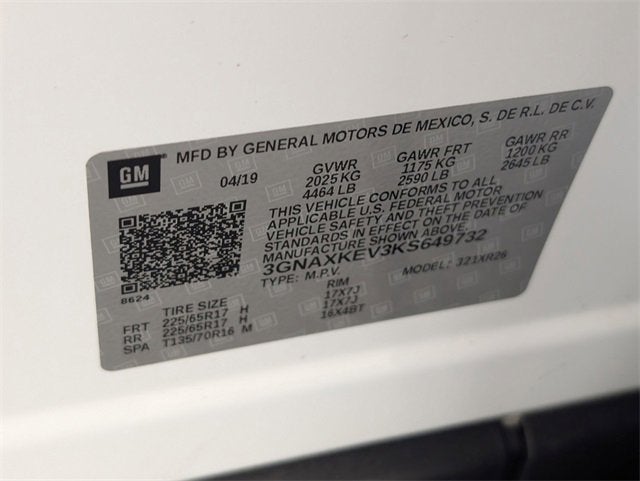 GM
MFD BY GENERAL MOTORS DE MEXICO, S. DE R.L. DE C.V.
04/19 GVWR GAWR FRT GAWR RR
2025 KG 1175 KG 1200 KG
4464 LB 2590 LB 2645 LB
THIS VEHICLE CONFORMS TO ALL
APPLICABLE U.S. FEDERAL MOTOR
VEHICLE SAFETY AND THEFT PREVENTION
STANDARDS IN EFFECT ON THE DATE OF
MANUFACTURE SHOWN ABOVE.
3GNAXKEV3KS649732
TYPE: M.P.V. MODEL: 321XR26
8624
TIRE SIZE RIM
FRT 225/65R17 H 17X7J
RR 225/65R17 H 17X7J
SPA T135/70R16 M 16X4BT